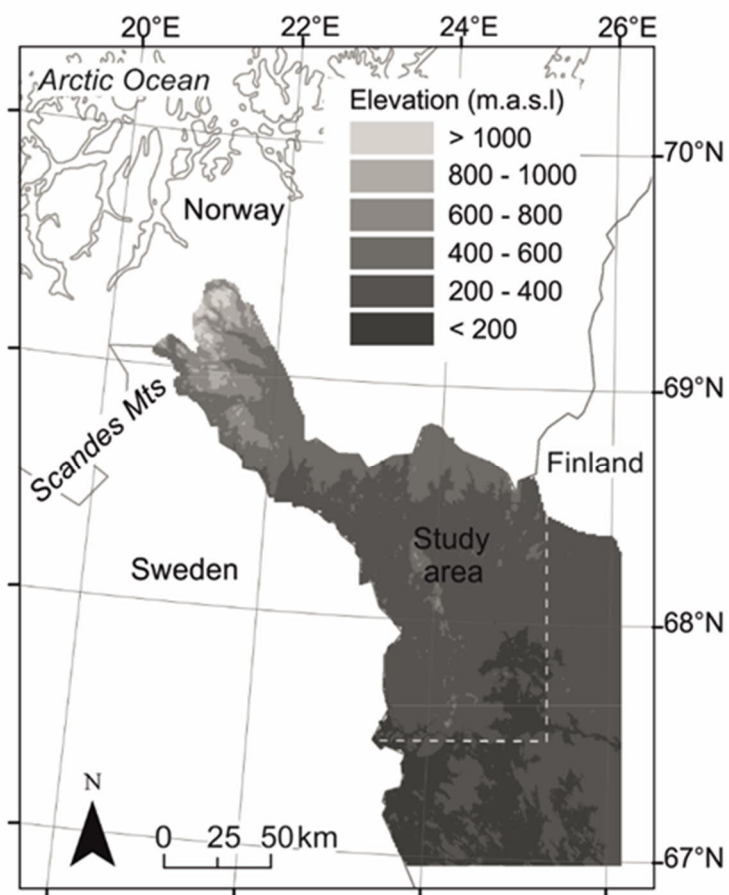 20°E 22°E 24°E 26°E
Arctic Ocean
Elevation (m.a.s.l)
> 1000
800 - 1000
600 - 800
400 - 600
200 - 400
< 200
70°N
Norway
69°N
Scandes Mts
Finland
Study
area
Sweden
68°N
N
0 25 50 km
67°N